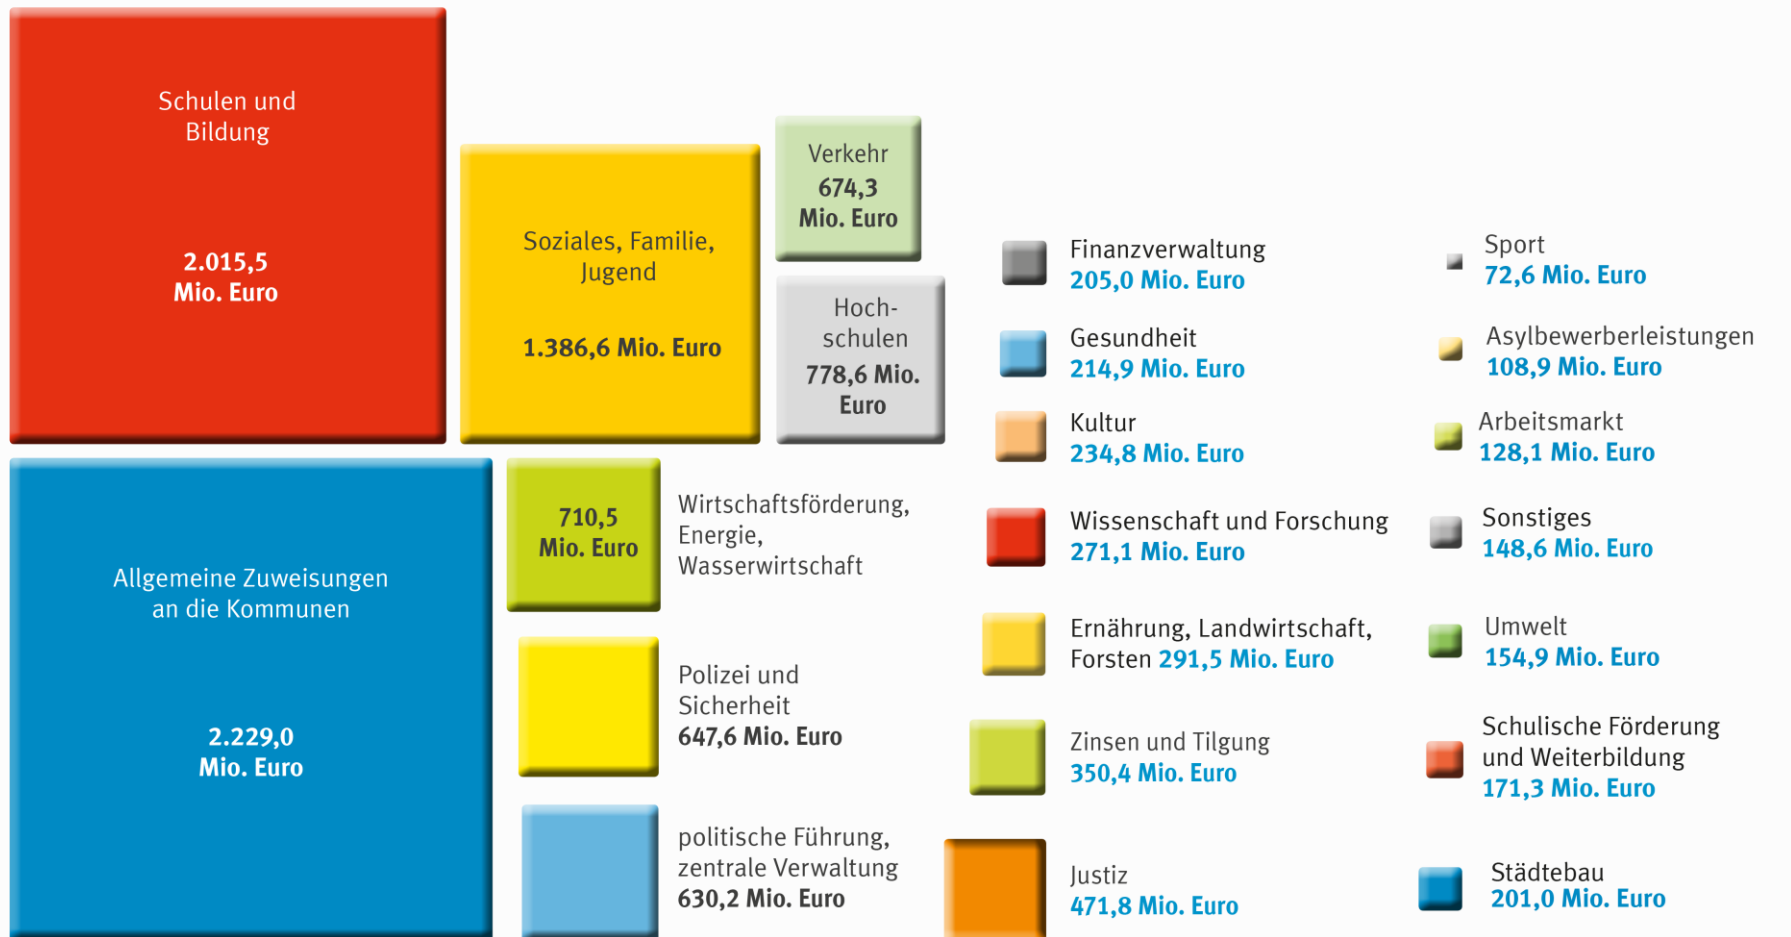 Schulen und
Bildung
2.015,5
Mio. Euro
Soziales, Familie,
Jugend
1.386,6 Mio. Euro
Verkehr
674,3
Mio. Euro
Hoch-
schulen
778,6 Mio.
Euro
Allgemeine Zuweisungen
an die Kommunen
2.229,0
Mio. Euro
710,5
Mio. Euro
Wirtschaftsförderung,
Energie,
Wasserwirtschaft
Polizei und
Sicherheit
647,6 Mio. Euro
politische Führung,
zentrale Verwaltung
630,2 Mio. Euro
Finanzverwaltung
205,0 Mio. Euro
Gesundheit
214,9 Mio. Euro
Kultur
234,8 Mio. Euro
Wissenschaft und Forschung
271,1 Mio. Euro
Ernährung, Landwirtschaft,
Forsten 291,5 Mio. Euro
Zinsen und Tilgung
350,4 Mio. Euro
Justiz
471,8 Mio. Euro
Sport
72,6 Mio. Euro
Asylbewerberleistungen
108,9 Mio. Euro
Arbeitsmarkt
128,1 Mio. Euro
Sonstiges
148,6 Mio. Euro
Umwelt
154,9 Mio. Euro
Schulische Förderung
und Weiterbildung
171,3 Mio. Euro
Städtebau
201,0 Mio. Euro